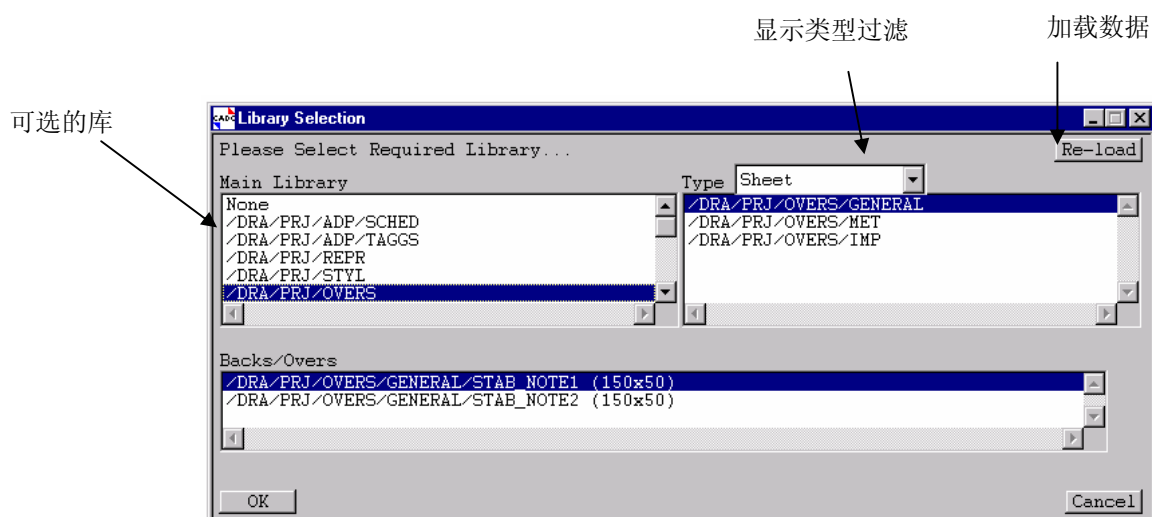 显示类型过滤
加载数据
可选的库
CADC Library Selection
Please Select Required Library...
Re-load
Main Library
Type Sheet
None
/DRA/PRJ/ADP/SCHED
/DRA/PRJ/ADP/TAGGS
/DRA/PRJ/REPR
/DRA/PRJ/STYL
/DRA/PRJ/OVERS
/DRA/PRJ/OVERS/GENERAL
/DRA/PRJ/OVERS/MET
/DRA/PRJ/OVERS/IMP
Backs/Overs
/DRA/PRJ/OVERS/GENERAL/STAB_NOTE1 (150x50)
/DRA/PRJ/OVERS/GENERAL/STAB_NOTE2 (150x50)
OK
Cancel